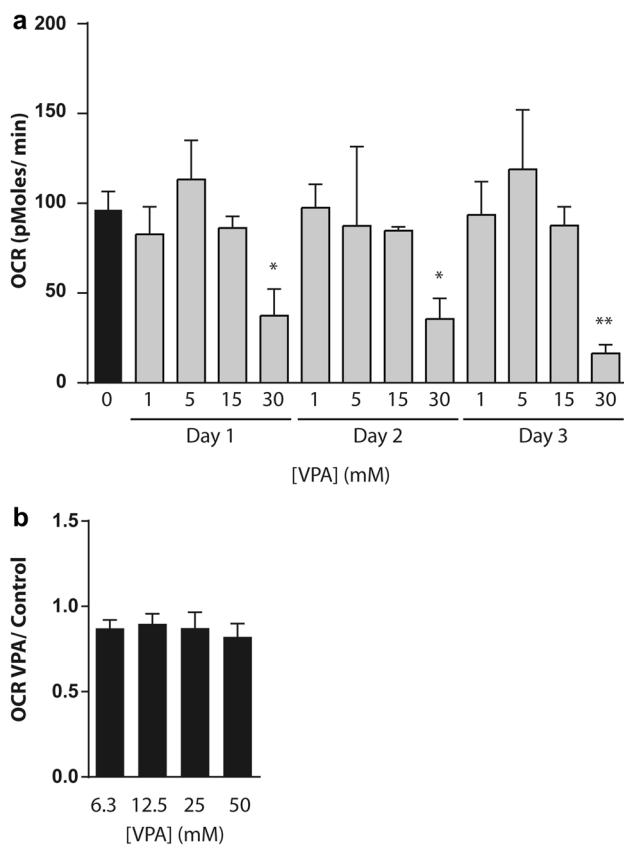 a
OCR (pMoles/ min)
200
150
100
50
0
*
*
**
0 1 5 15 30 1 5 15 30 1 5 15 30
Day 1 Day 2 Day 3
[VPA] (mM)
b
OCR VPA/ Control
1.5
1.0
0.5
0.0
6.3 12.5 25 50
[VPA] (mM)